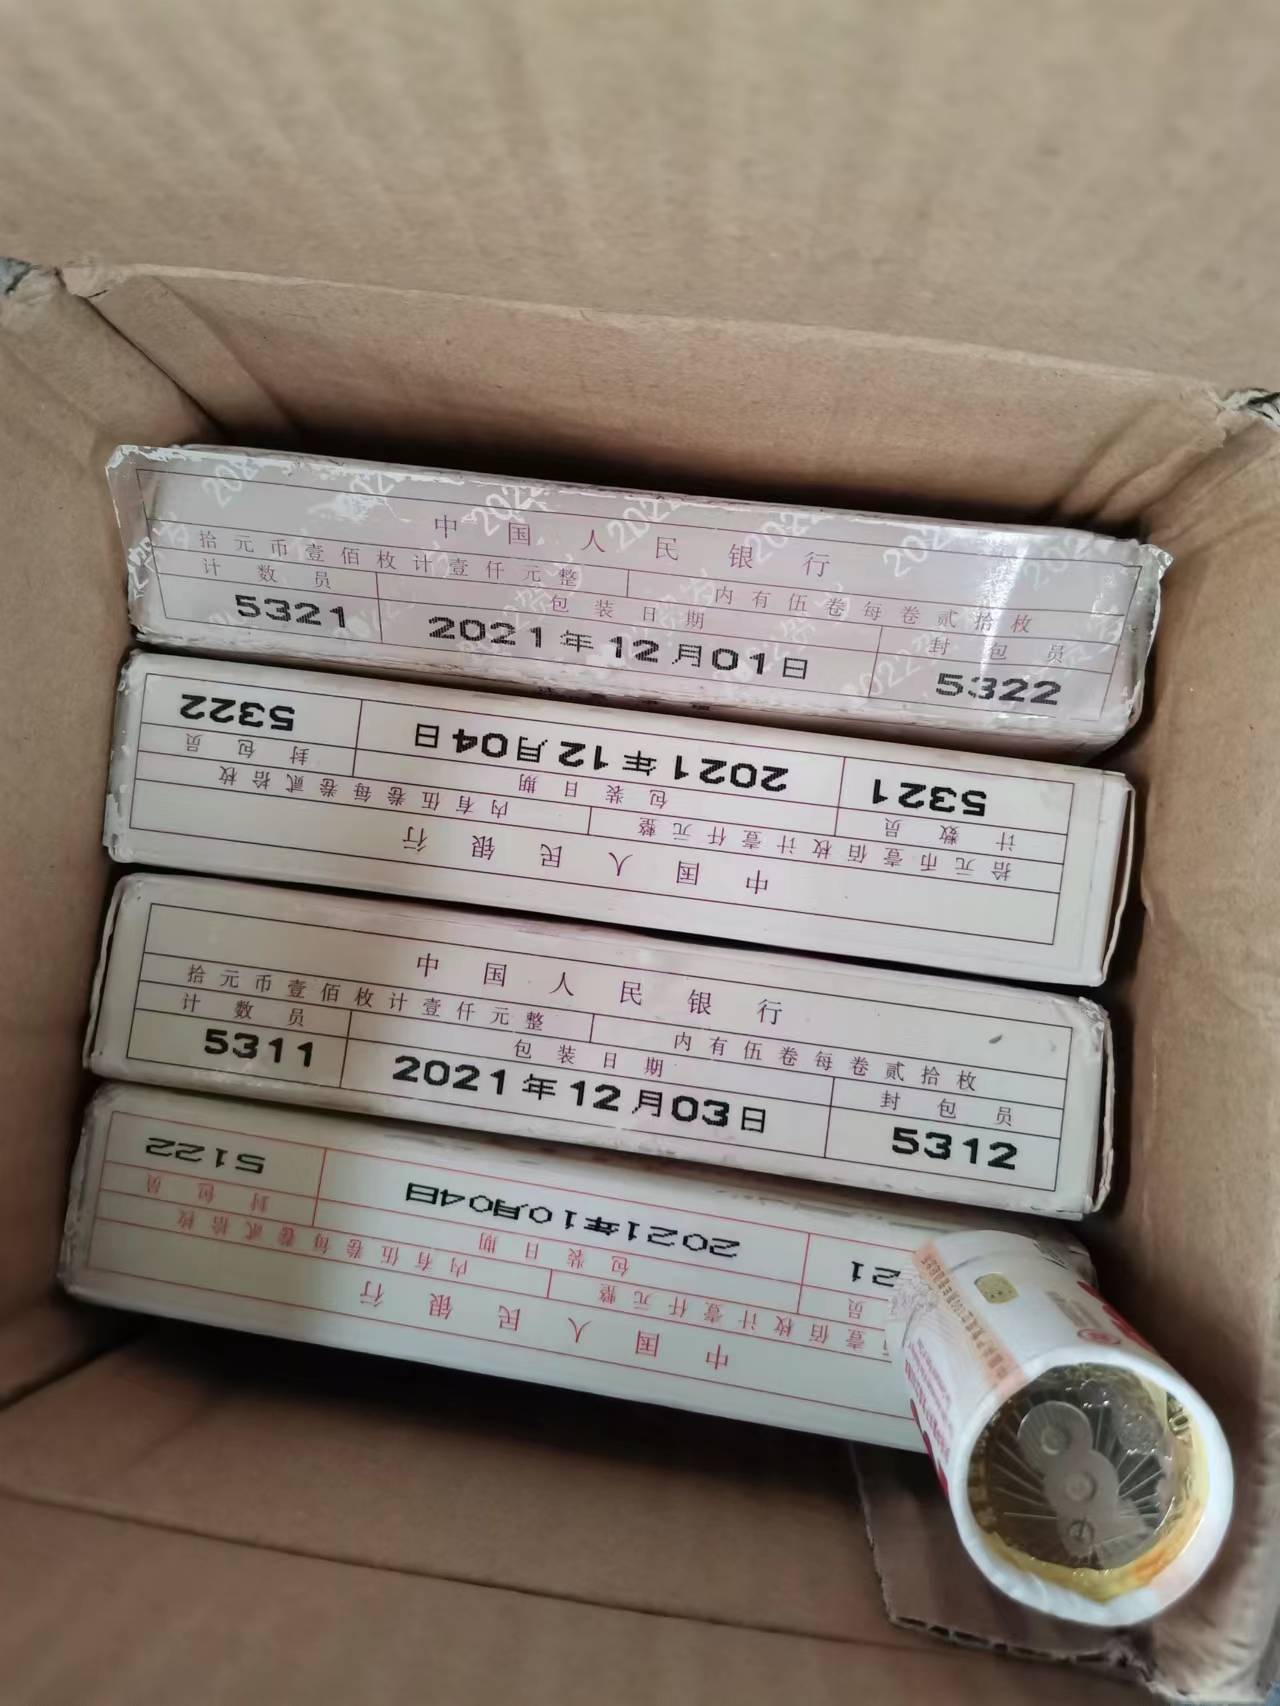 中国人民银行
拾元币壹佰枚计壹仟元整 内有伍卷每卷贰拾枚
计数员 包装日期 封包员
5321 2021年12月01日 5322
中国人民银行
拾元币壹佰枚计壹仟元整 内有伍卷每卷贰拾枚
计数员 包装日期 封包员
5321 2021年12月04日 5322
中国人民银行
拾元币壹佰枚计壹仟元整 内有伍卷每卷贰拾枚
计数员 包装日期 封包员
5311 2021年12月03日 5312
中国人民银行
壹佰枚计壹仟元整 内有伍卷每卷贰拾枚
员 包装日期 封包员
21 2021年10月04日 5122